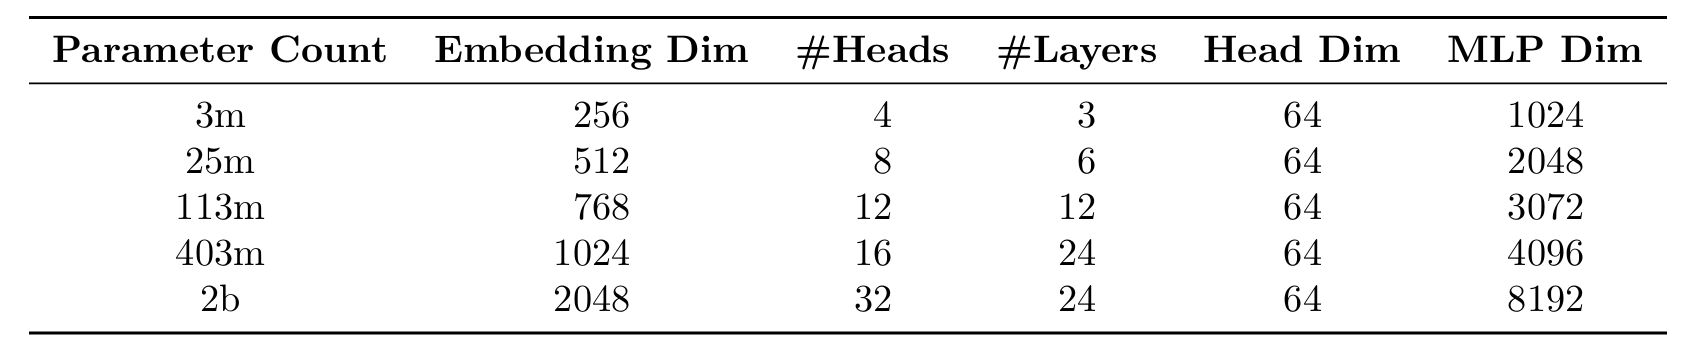 Parameter Count Embedding Dim #Heads #Layers Head Dim MLP Dim
3m 256 4 3 64 1024
25m 512 8 6 64 2048
113m 768 12 12 64 3072
403m 1024 16 24 64 4096
2b 2048 32 24 64 8192